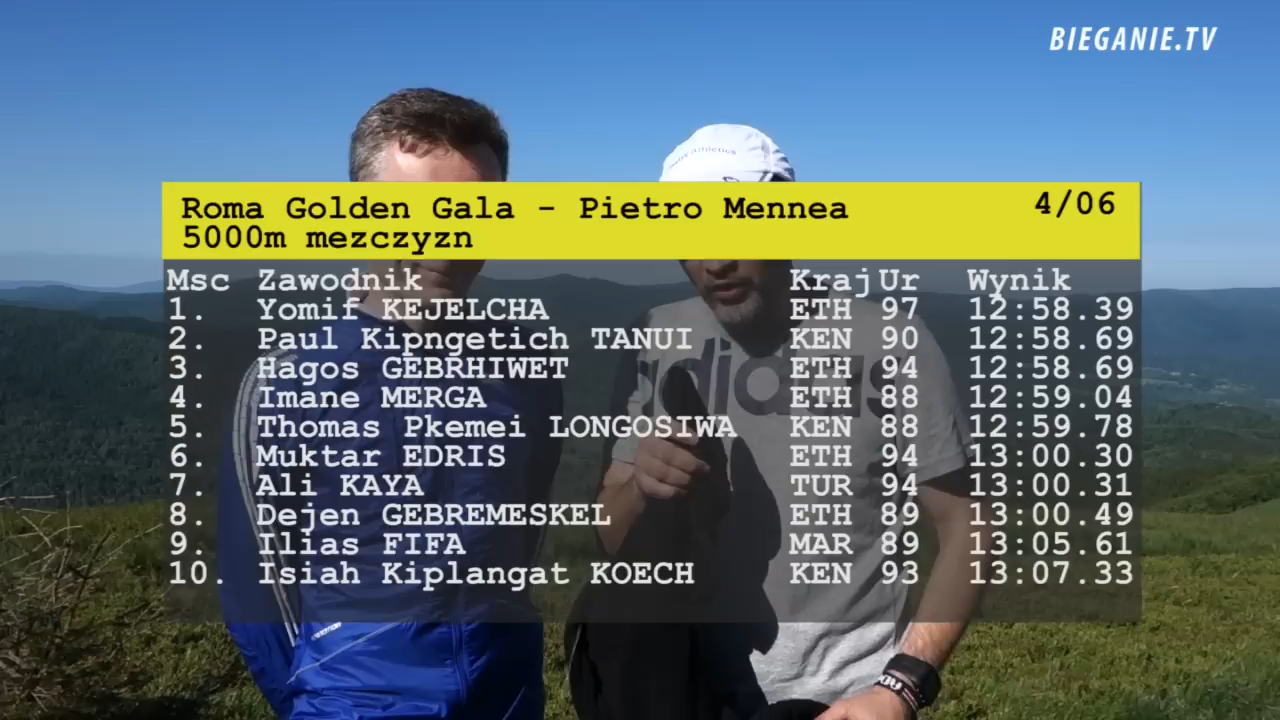 BIEGANIE.TV
Roma Golden Gala - Pietro Mennea 4/06
5000m mezczyzn
Msc Zawodnik Kraj Ur Wynik
1. Yomif KEJELCHA ETH 97 12:58.39
2. Paul Kipngetich TANUI KEN 90 12:58.69
3. Hagos GEBRHIWET ETH 94 12:58.69
4. Imane MERGA ETH 88 12:59.04
5. Thomas Pkemei LONGOSIWA KEN 88 12:59.78
6. Muktar EDRIS ETH 94 13:00.30
7. Ali KAYA TUR 94 13:00.31
8. Dejen GEBREMESKEL ETH 89 13:00.49
9. Ilias FIFA MAR 89 13:05.61
10. Isiah Kiplangat KOECH KEN 93 13:07.33
adidas